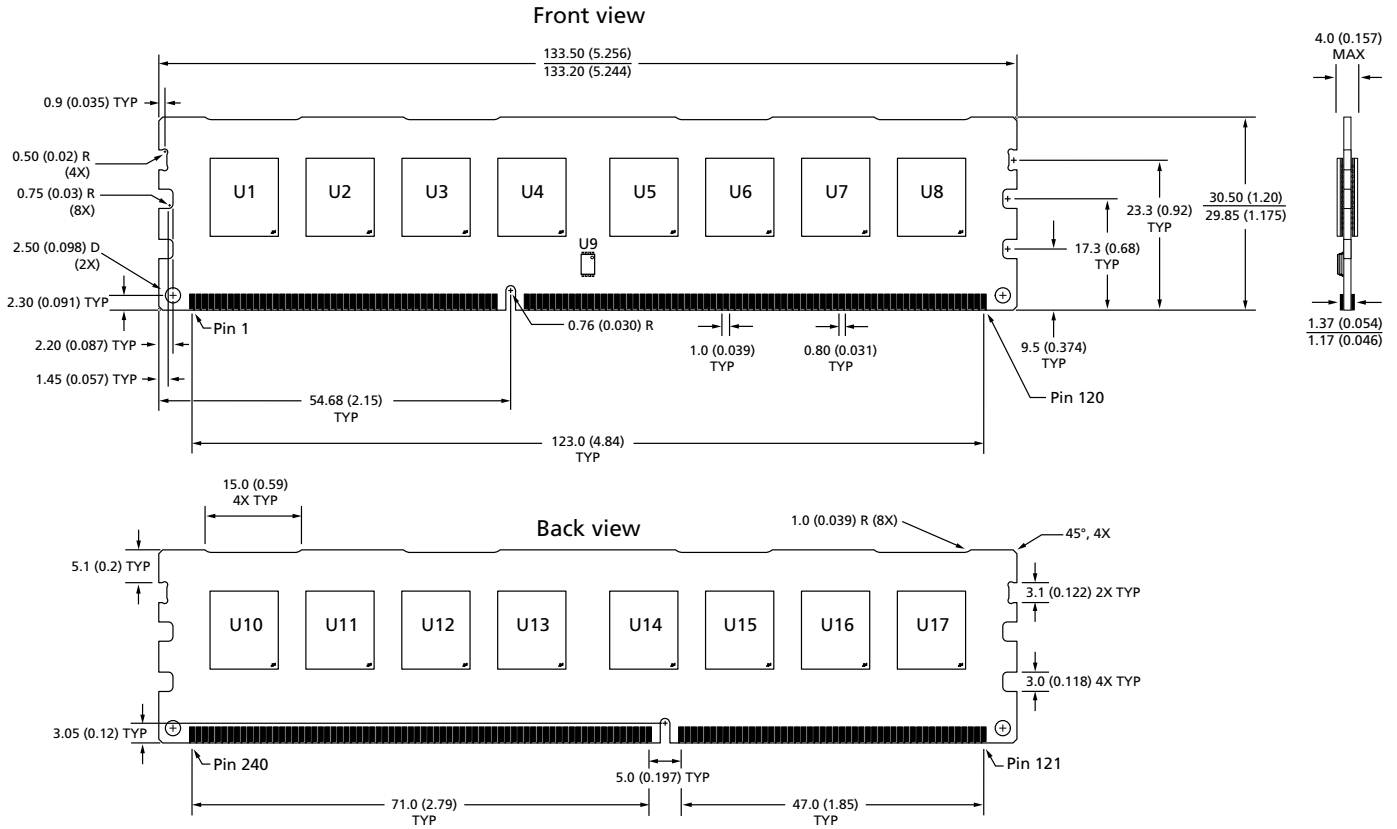 Front view
133.50 (5.256)
133.20 (5.244)
4.0 (0.157)
MAX
0.9 (0.035) TYP
0.50 (0.02) R
(4X)
0.75 (0.03) R
(8X)
2.50 (0.098) D
(2X)
2.30 (0.091) TYP
U1 U2 U3 U4 U5 U6 U7 U8
U9
23.3 (0.92)
TYP
30.50 (1.20)
29.85 (1.175)
17.3 (0.68)
TYP
Pin 1
0.76 (0.030) R
2.20 (0.087) TYP
1.0 (0.039)
TYP
0.80 (0.031)
TYP
9.5 (0.374)
TYP
1.37 (0.054)
1.17 (0.046)
1.45 (0.057) TYP
54.68 (2.15)
TYP
Pin 120
123.0 (4.84)
TYP
15.0 (0.59)
4X TYP
Back view
1.0 (0.039) R (8X)
45°, 4X
5.1 (0.2) TYP
3.1 (0.122) 2X TYP
U10 U11 U12 U13 U14 U15 U16 U17
3.0 (0.118) 4X TYP
3.05 (0.12) TYP
Pin 240
Pin 121
5.0 (0.197) TYP
71.0 (2.79)
TYP
47.0 (1.85)
TYP